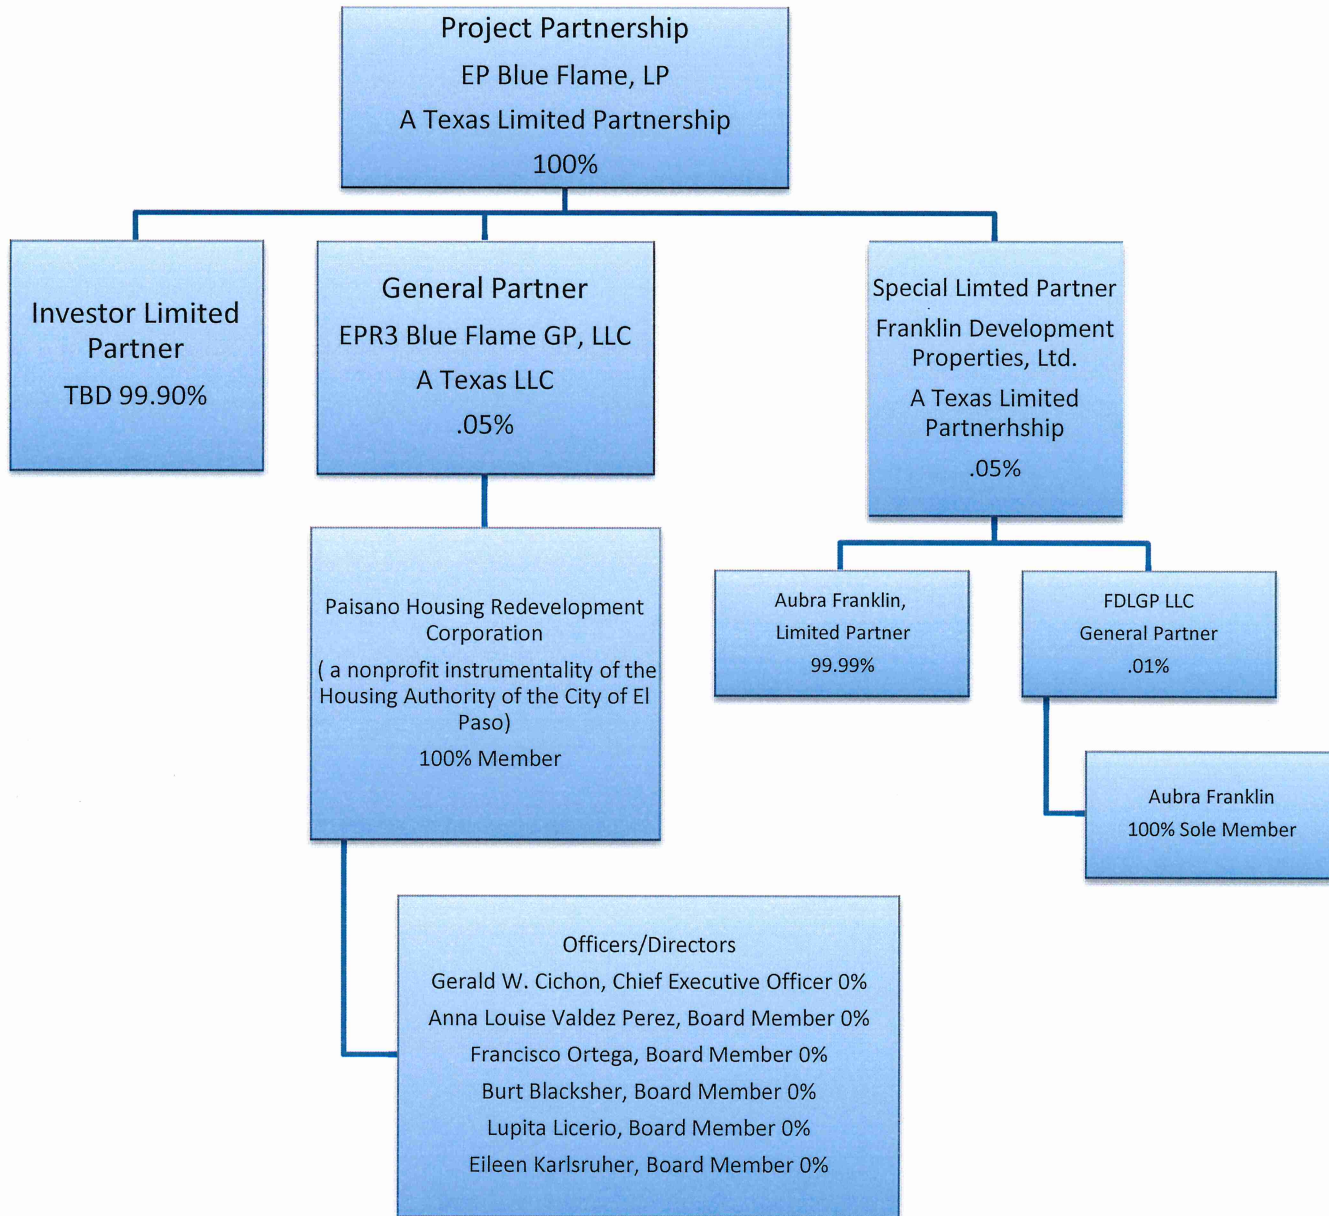 Project Partnership
EP Blue Flame, LP
A Texas Limited Partnership
100%
Investor Limited
Partner
TBD 99.90%
General Partner
EPR3 Blue Flame GP, LLC
A Texas LLC
.05%
Special Limted Partner
Franklin Development
Properties, Ltd.
A Texas Limited
Partnerhship
.05%
Paisano Housing Redevelopment
Corporation
( a nonprofit instrumentality of the
Housing Authority of the City of El
Paso)
100% Member
Aubra Franklin,
Limited Partner
99.99%
FDLGP LLC
General Partner
.01%
Aubra Franklin
100% Sole Member
Officers/Directors
Gerald W. Cichon, Chief Executive Officer 0%
Anna Louise Valdez Perez, Board Member 0%
Francisco Ortega, Board Member 0%
Burt Blacksher, Board Member 0%
Lupita Licerio, Board Member 0%
Eileen Karlsruher, Board Member 0%